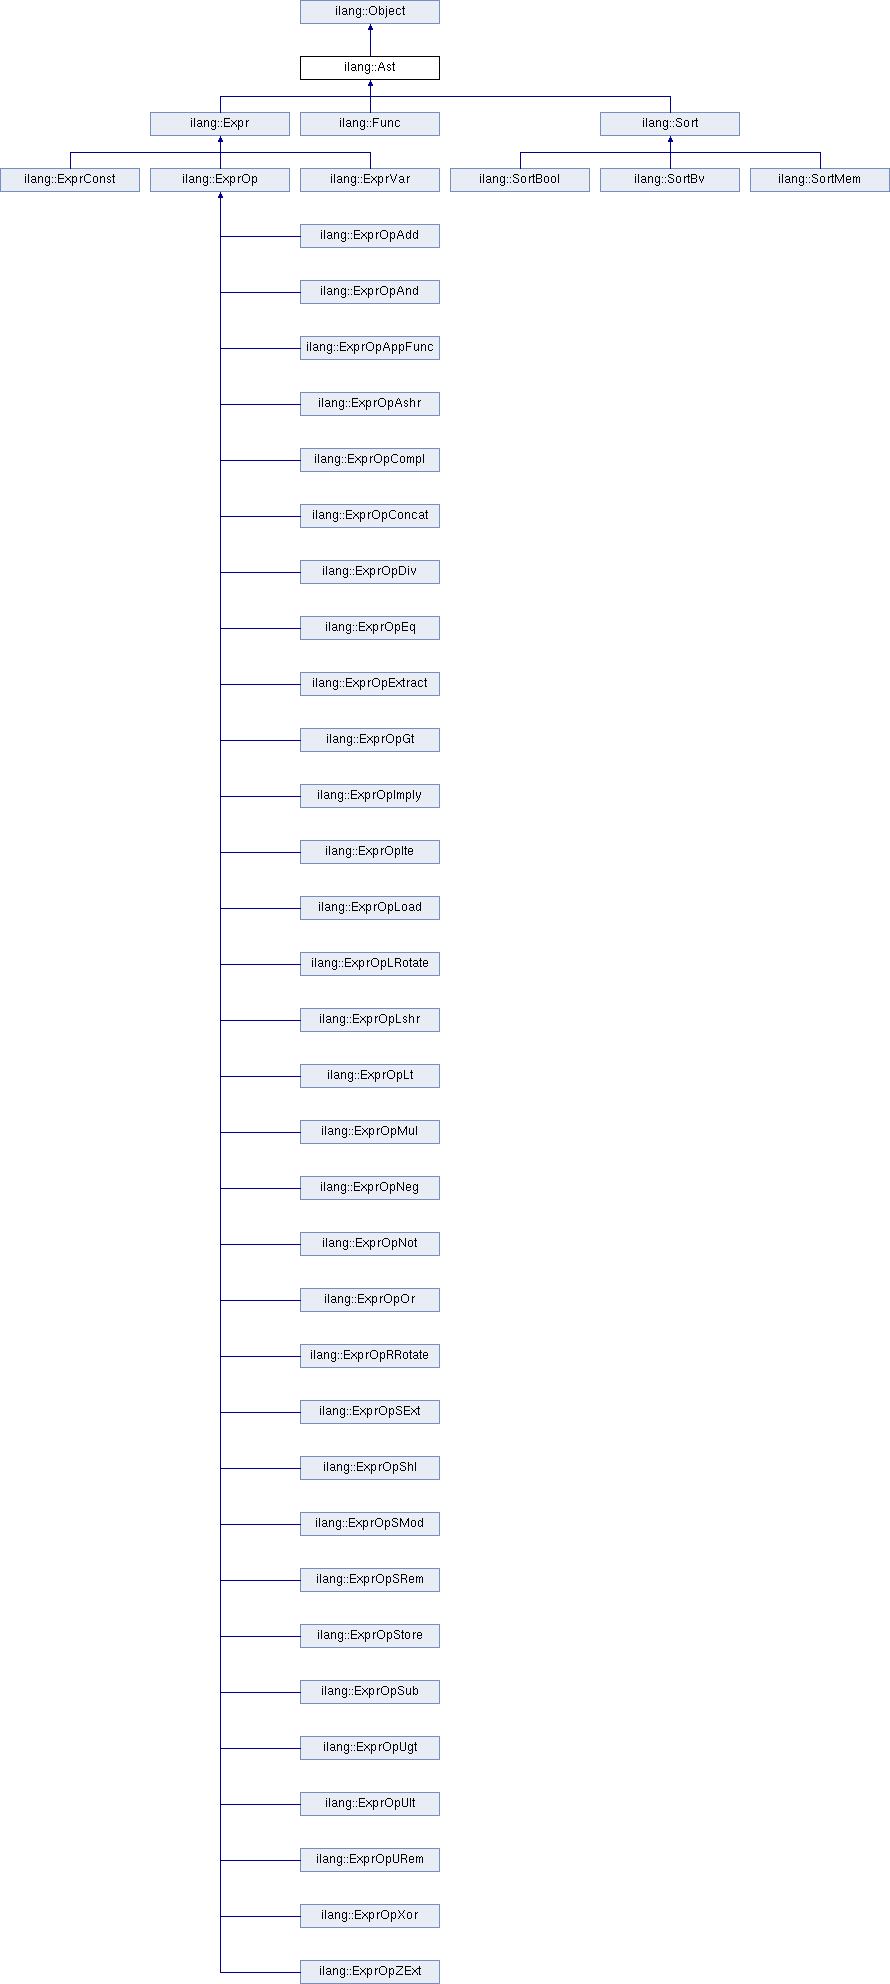 ilang::Object
ilang::Ast
ilang::Expr ilang::Func ilang::Sort
ilang::ExprConst ilang::ExprOp ilang::ExprVar ilang::SortBool ilang::SortBv ilang::SortMem
ilang::ExprOpAdd
ilang::ExprOpAnd
ilang::ExprOpAppFunc
ilang::ExprOpAshr
ilang::ExprOpCompl
ilang::ExprOpConcat
ilang::ExprOpDiv
ilang::ExprOpEq
ilang::ExprOpExtract
ilang::ExprOpGt
ilang::ExprOpImply
ilang::ExprOpIte
ilang::ExprOpLoad
ilang::ExprOpLRotate
ilang::ExprOpLshr
ilang::ExprOpLt
ilang::ExprOpMul
ilang::ExprOpNeg
ilang::ExprOpNot
ilang::ExprOpOr
ilang::ExprOpRRotate
ilang::ExprOpSExt
ilang::ExprOpShl
ilang::ExprOpSMod
ilang::ExprOpSRem
ilang::ExprOpStore
ilang::ExprOpSub
ilang::ExprOpUgt
ilang::ExprOpUlt
ilang::ExprOpURem
ilang::ExprOpXor
ilang::ExprOpZExt